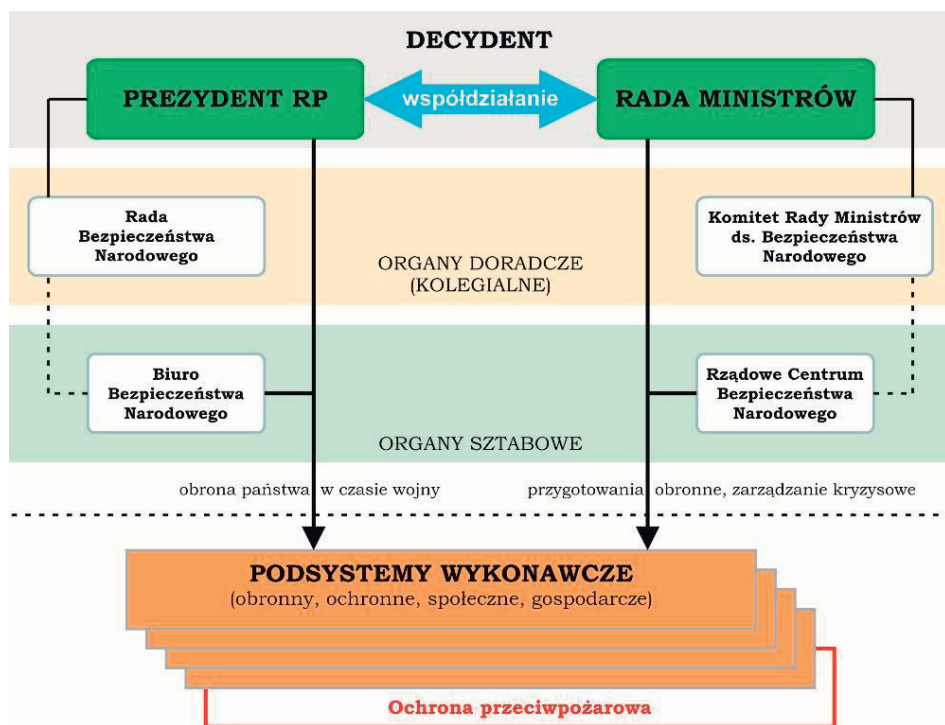 DECYDENT
PREZYDENT RP
współdziałanie
RADA MINISTRÓW
Rada
Bezpieczeństwa
Narodowego
Komitet Rady Ministrów
ds. Bezpieczeństwa
Narodowego
ORGANY DORADCZE
(KOLEGIALNE)
Biuro
Bezpieczeństwa
Narodowego
Rządowe Centrum
Bezpieczeństwa
Narodowego
ORGANY SZTABOWE
obrona państwa w czasie wojny
przygotowania obronne, zarządzanie kryzysowe
PODSYSTEMY WYKONAWCZE
(obronny, ochronne, społeczne, gospodarcze)
Ochrona przeciwpożarowa